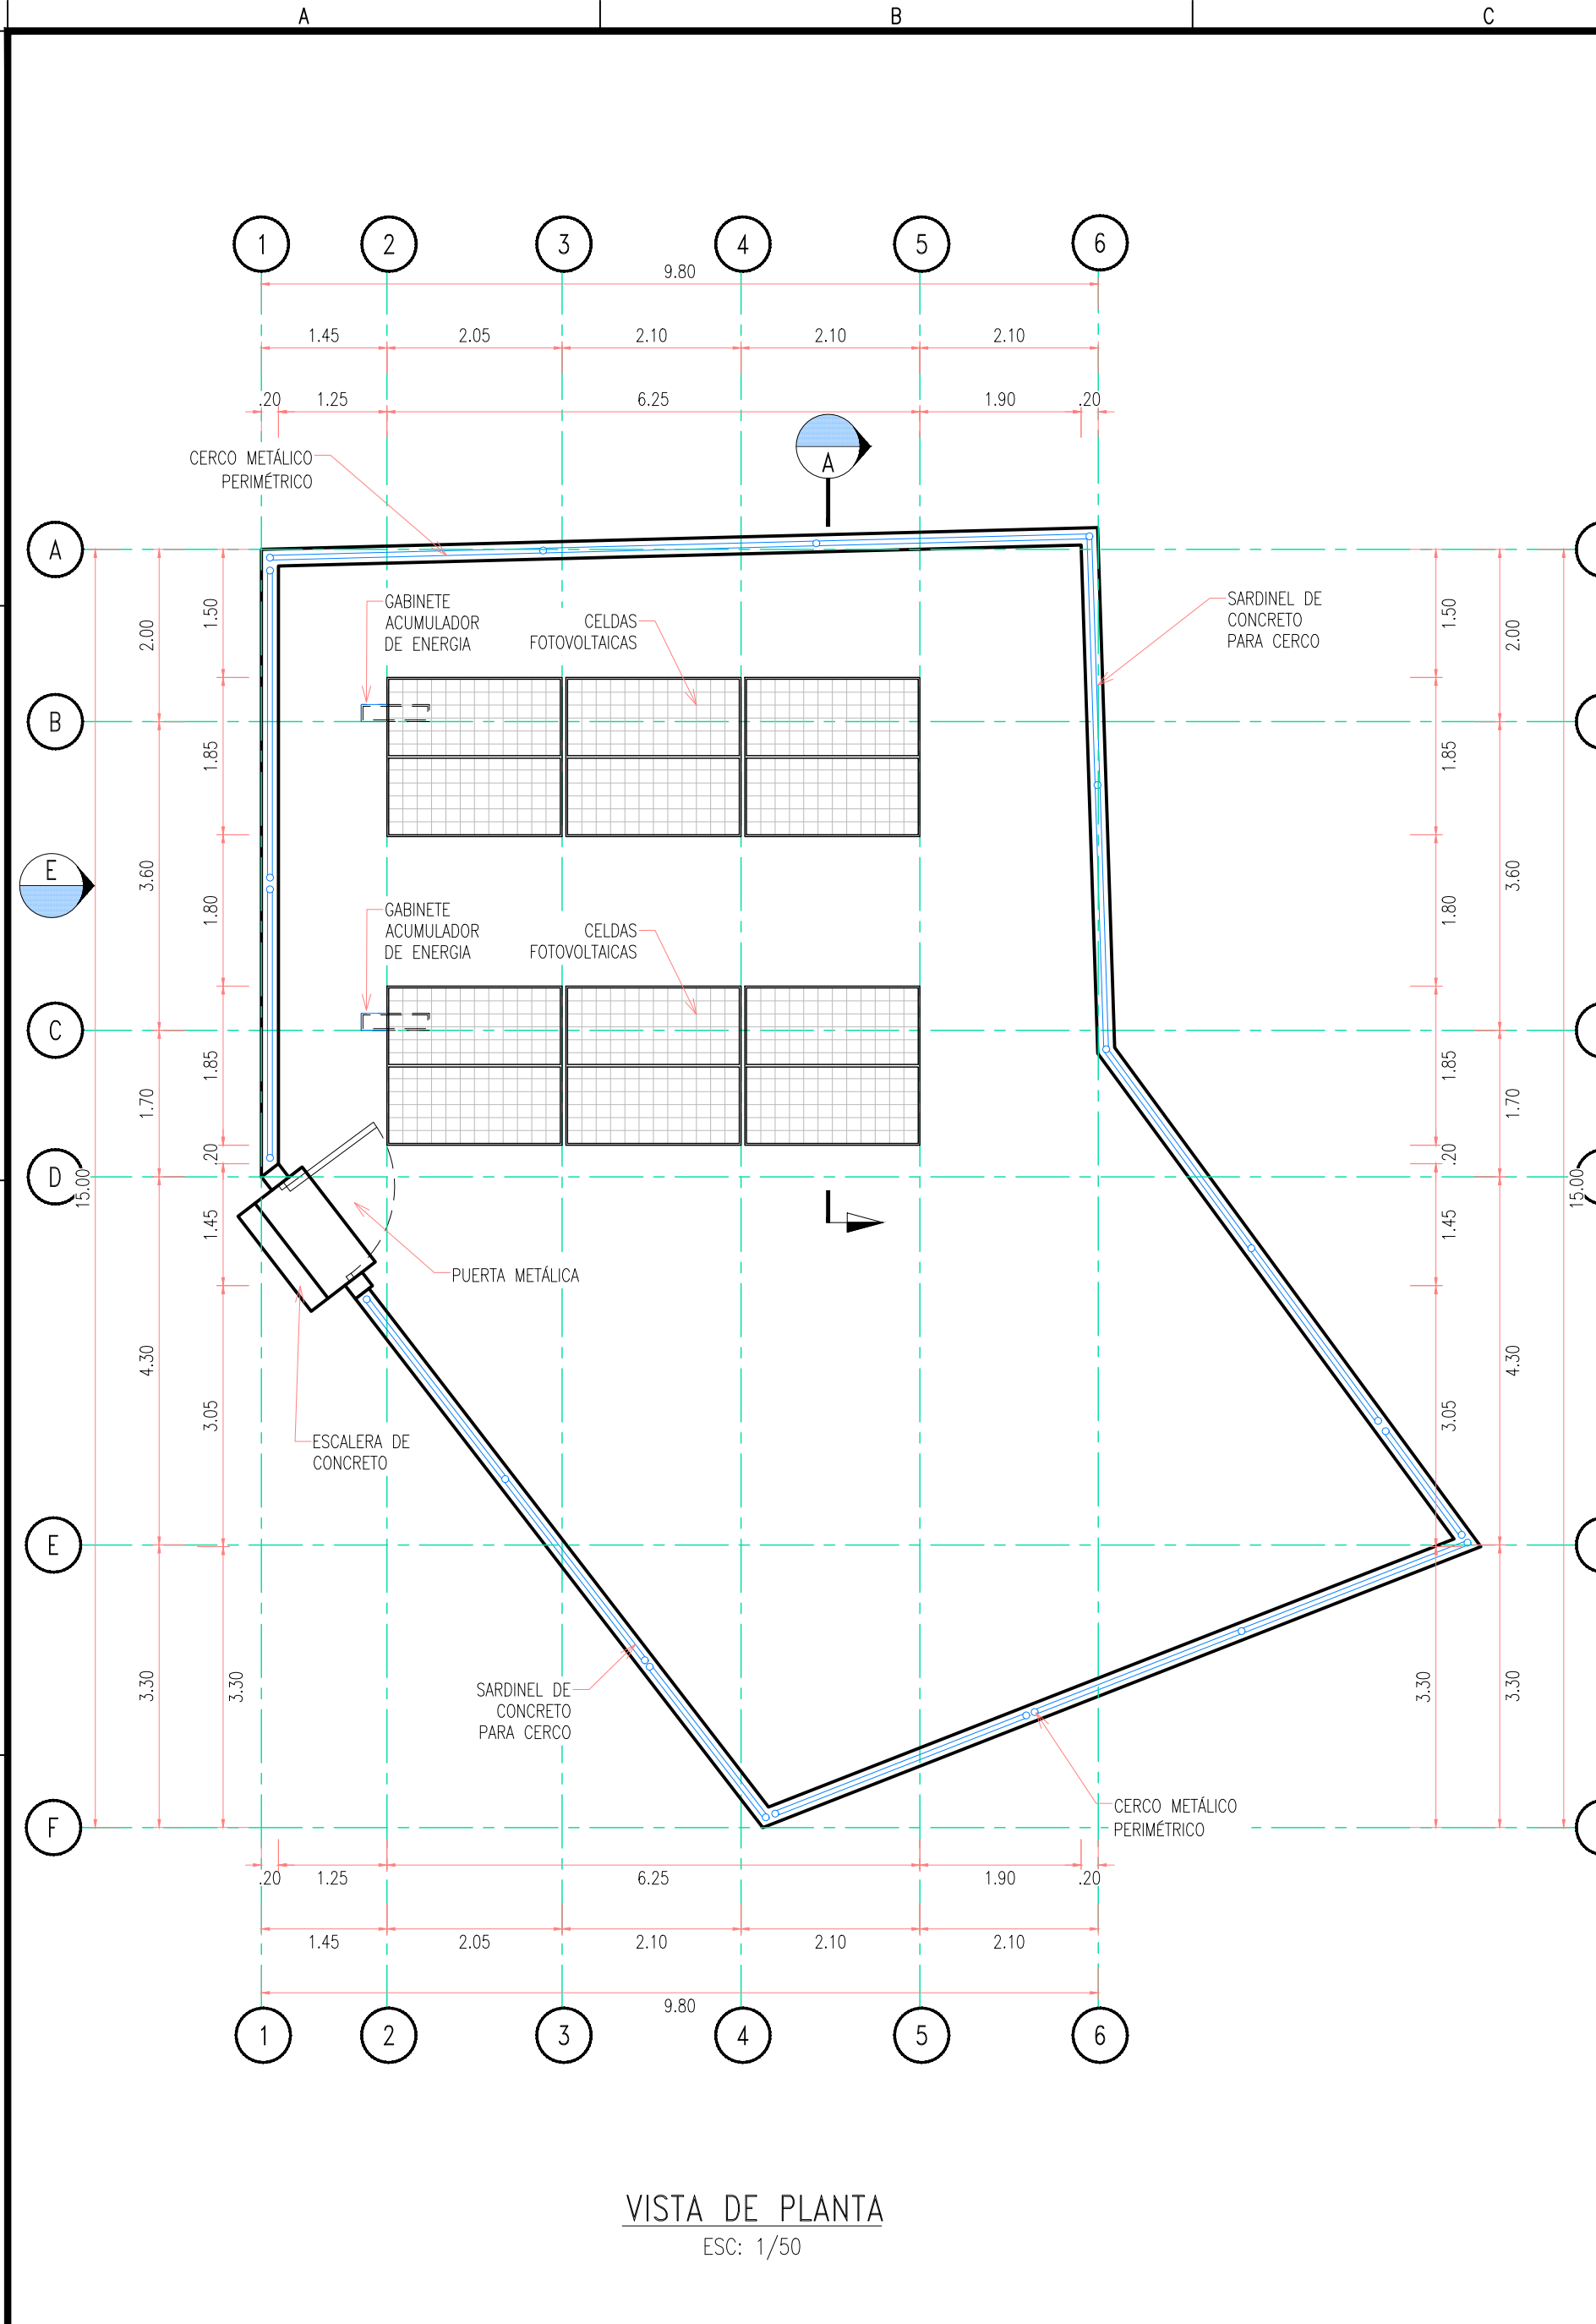 A B C
1 2 3 4 5 6
9.80
1.45 2.05 2.10 2.10 2.10
.20 1.25 6.25 1.90 .20
A
CERCO METÁLICO
PERIMÉTRICO
A
B
C
D
E
F
E
15.00
2.00
3.60
1.70
4.30
3.30
1.50
1.85
1.80
1.85
.20
1.45
3.05
3.30
GABINETE
ACUMULADOR
DE ENERGIA
CELDAS
FOTOVOLTAICAS
SARDINEL DE
CONCRETO
PARA CERCO
GABINETE
ACUMULADOR
DE ENERGIA
CELDAS
FOTOVOLTAICAS
PUERTA METÁLICA
ESCALERA DE
CONCRETO
SARDINEL DE
CONCRETO
PARA CERCO
CERCO METÁLICO
PERIMÉTRICO
1.50
1.85
1.80
1.85
.20
1.45
3.05
3.30
2.00
3.60
1.70
4.30
3.30
15.00
.20 1.25 6.25 1.90 .20
1.45 2.05 2.10 2.10 2.10
9.80
1 2 3 4 5 6
VISTA DE PLANTA
ESC: 1/50